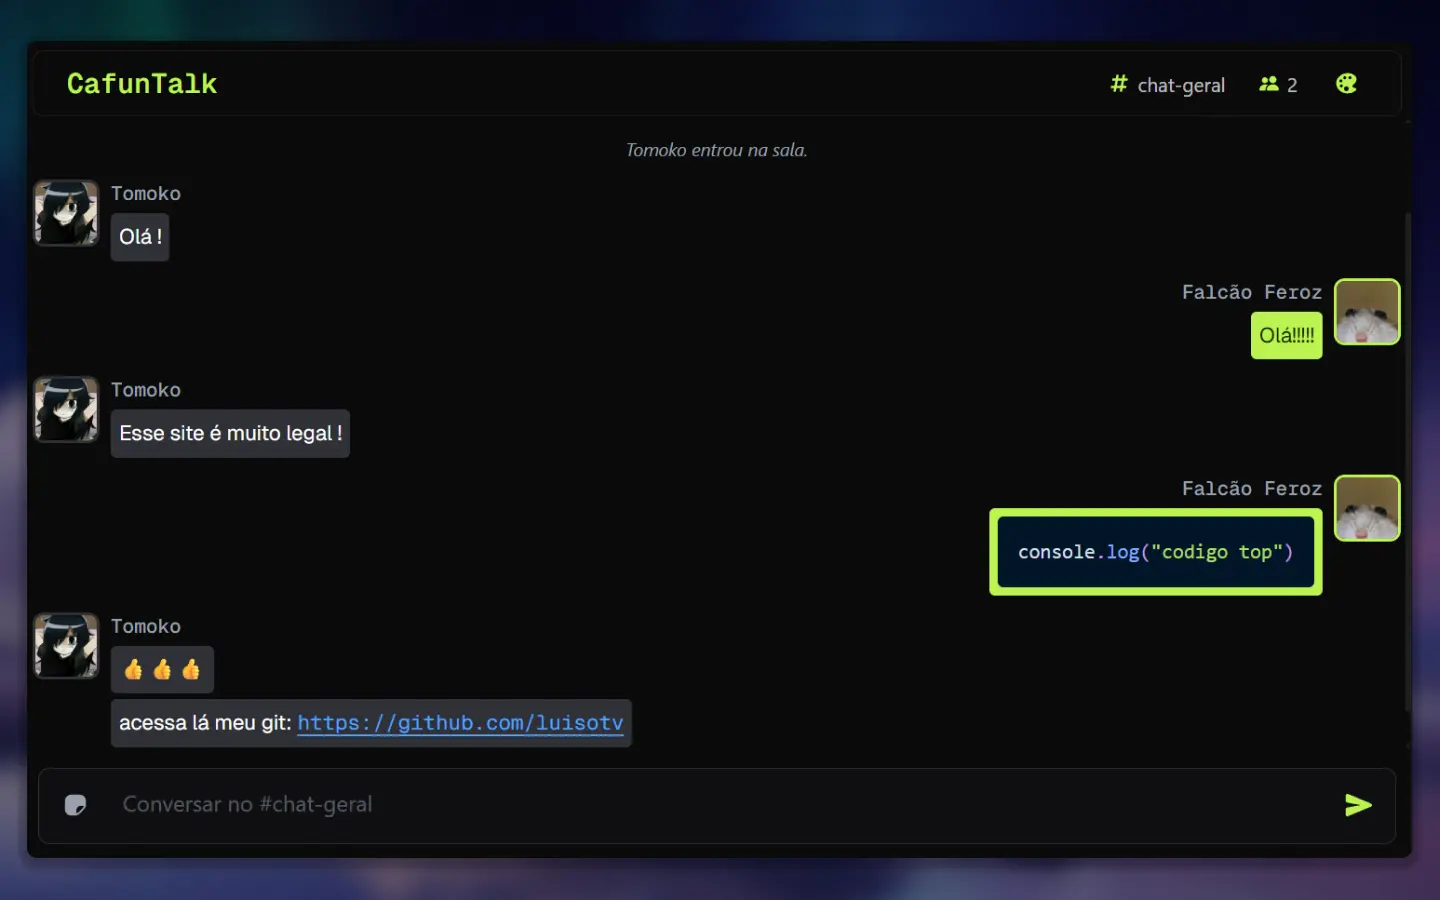 CafunTalk
# chat-geral 2
Tomoko entrou na sala.
Tomoko
Olá !
Falcão Feroz
Olá!!!!!
Tomoko
Esse site é muito legal !
Falcão Feroz
console.log("codigo top")
Tomoko
👍 👍 👍
acessa lá meu git: https://github.com/luisotv
Conversar no #chat-geral